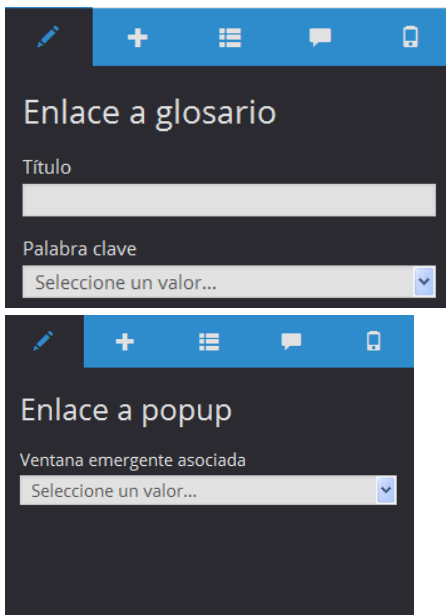 Enlace a glosario
Título
Palabra clave
Seleccione un valor...
Enlace a popup
Ventana emergente asociada
Seleccione un valor...